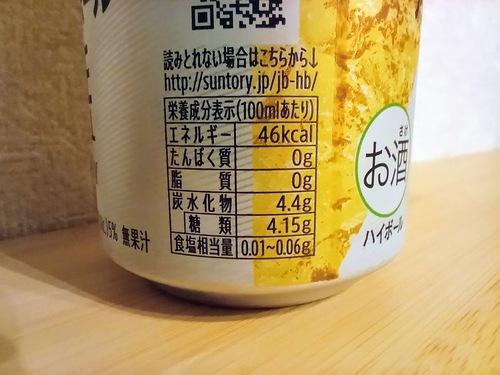 読みとれない場合はこちらから↓
http://suntory.jp/jb-hb/
栄養成分表示(100mlあたり)
エネルギー 46kcal
たんぱく質 0g
脂質 0g
炭水化物 4.4g
糖類 4.15g
食塩相当量 0.01~0.06g
5% 無果汁
さけ
お酒
ハイボール